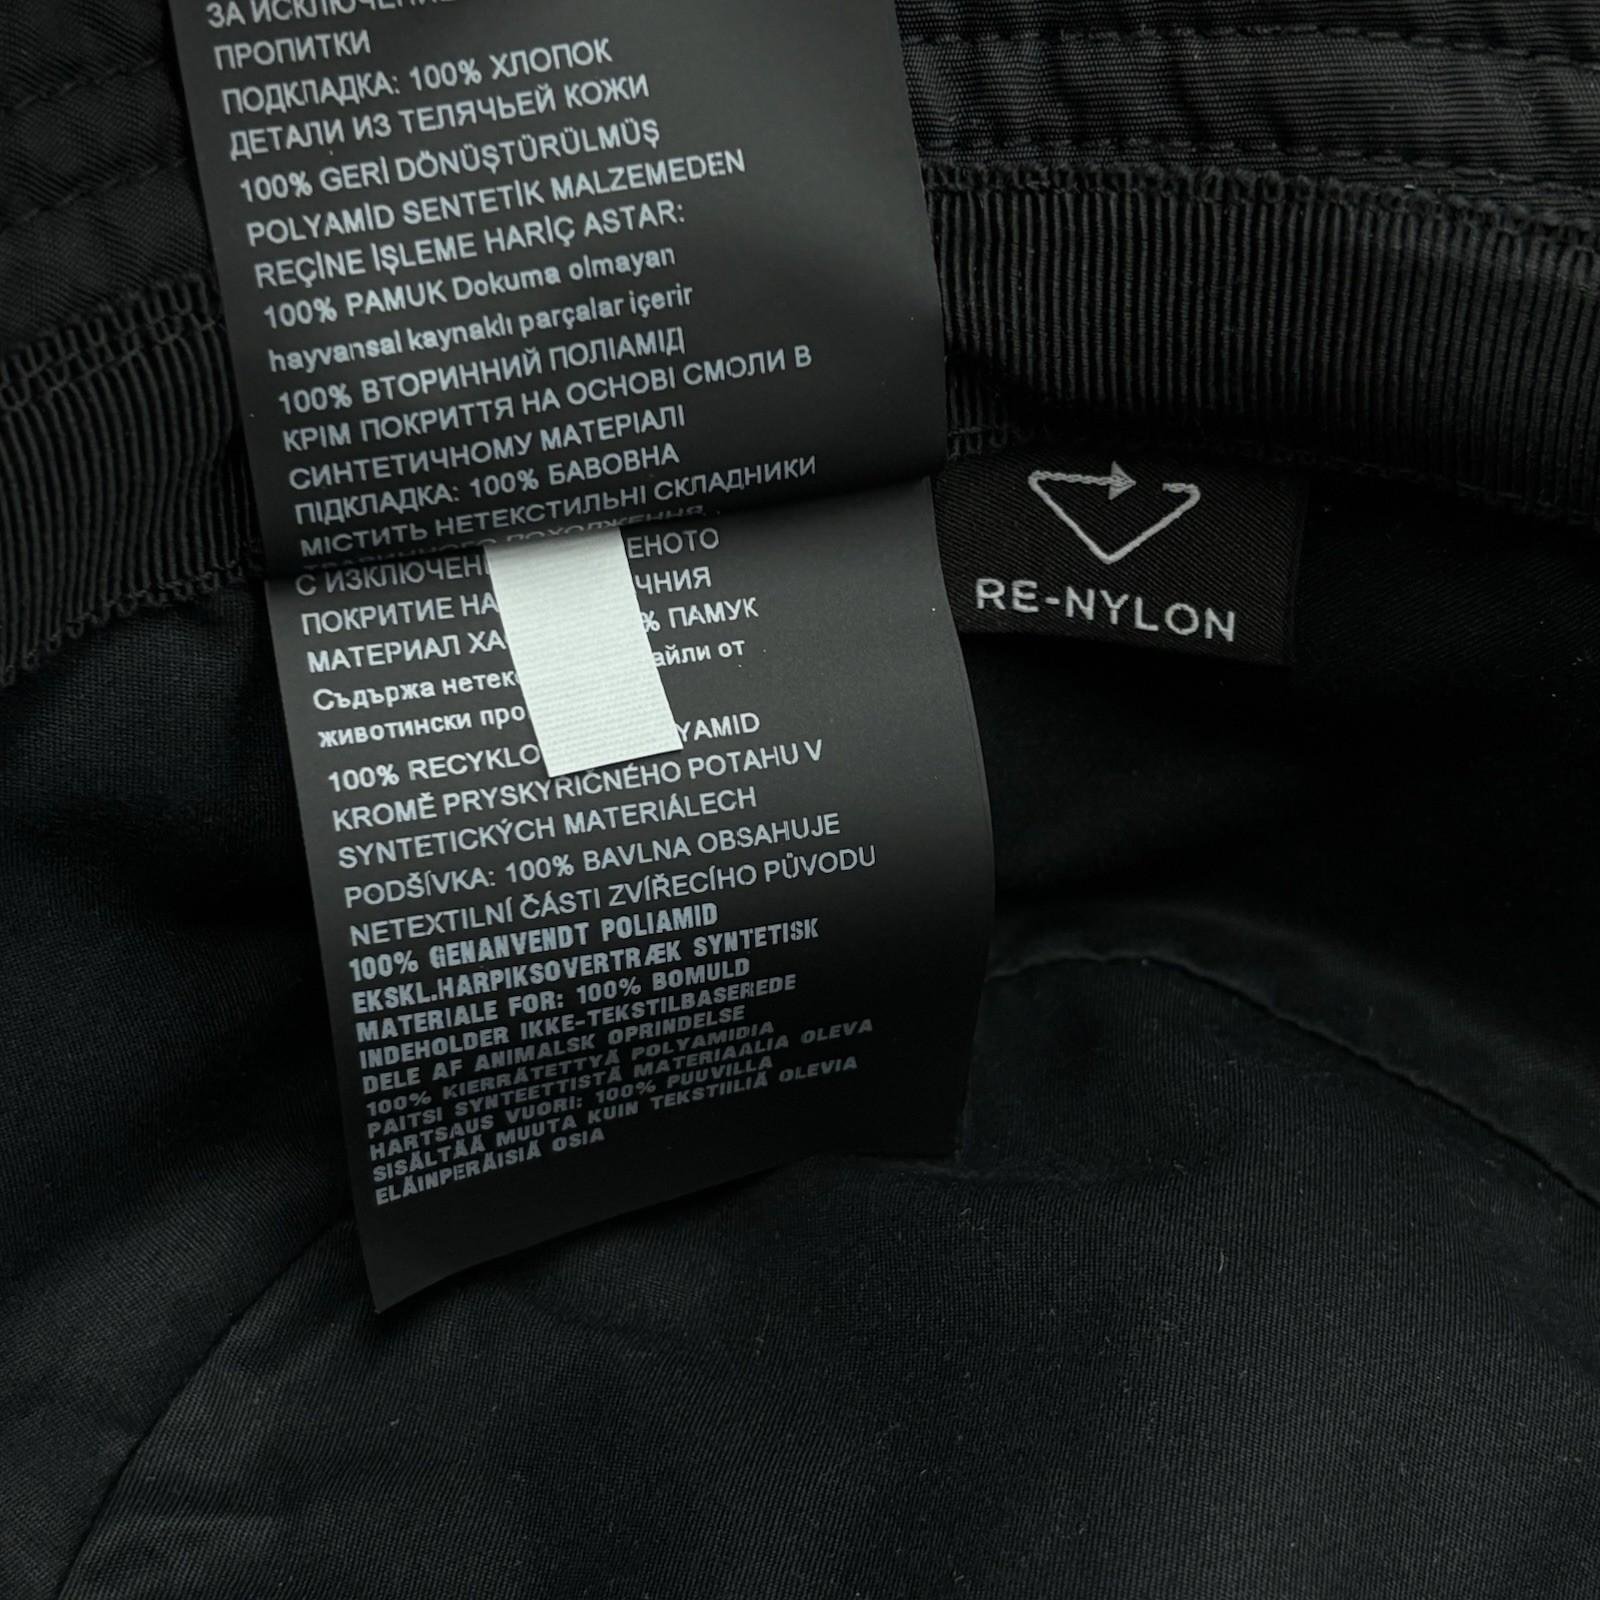 ЗА ИСКЛЮЧЕНИЕМ
ПРОПИТКИ
ПОДКЛАДКА: 100% ХЛОПОК
ДЕТАЛИ ИЗ ТЕЛЯЧЬЕЙ КОЖИ
100% GERİ DÖNÜŞTÜRÜLMÜŞ
POLYAMİD SENTETİK MALZEMEDEN
REÇİNE İŞLEME HARİÇ ASTAR:
100% PAMUK Dokuma olmayan
hayvansal kaynaklı parçalar içerir
100% ВТОРИННИЙ ПОЛІАМІД
КРІМ ПОКРИТТЯ НА ОСНОВІ СМОЛИ В
СИНТЕТИЧНОМУ МАТЕРІАЛІ
ПІДКЛАДКА: 100% БАВОВНА
МІСТИТЬ НЕТЕКСТИЛЬНІ СКЛАДНИКИ
ПОХОДЖЕННЯ
С ИЗКЛЮЧЕН ЕНОТО
ПОКРИТИЕ НА ЧНИЯ
МАТЕРИАЛ ХА % ПАМУК
Съдържа нетек айли от
животински про
100% RECYKLO YAMID
KROMĚ PRYSKYŘIČNÉHO POTAHU V
SYNTETICKÝCH MATERIÁLECH
PODŠÍVKA: 100% BAVLNA OBSAHUJE
NETEXTILNÍ ČÁSTI ZVÍŘECÍHO PŮVODU
100% GENANVENDT POLIAMID
EKSKL.HARPIKSOVERTRÆK SYNTETISK
MATERIALE FOR: 100% BOMULD
INDEHOLDER IKKE-TEKSTILBASEREDE
DELE AF ANIMALSK OPRINDELSE
100% KIERRÄTETTYÄ POLYAMIDIA
PAITSI SYNTEETTISTÄ MATERIAALIA OLEVA
HARTSAUS VUORI: 100% PUUVILLA
SISÄLTÄÄ MUUTA KUIN TEKSTIILIÄ OLEVIA
ELÄINPERÄISIÄ OSIA
RE-NYLON